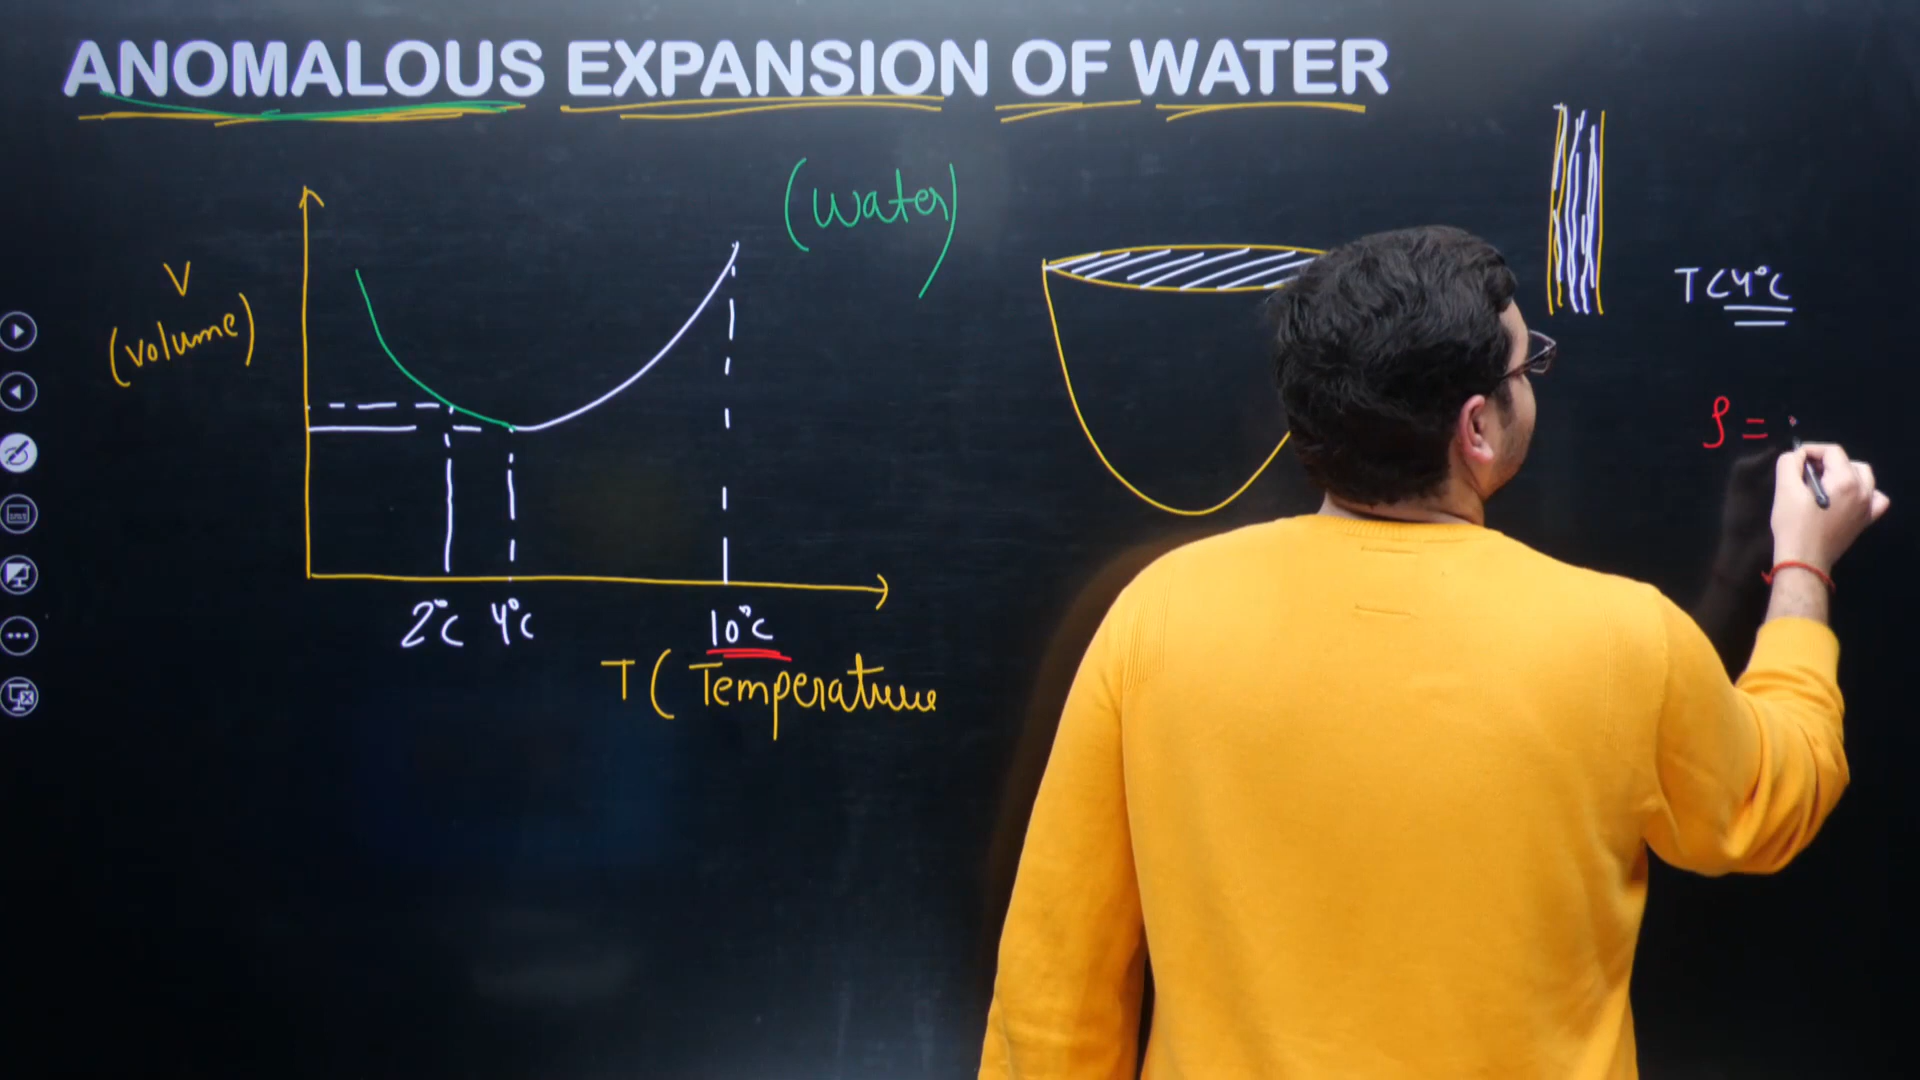 ANOMALOUS EXPANSION OF WATER
(water)
V
(volume)
T<4°C
ρ =
2°C 4°C 10°C
T (Temperature